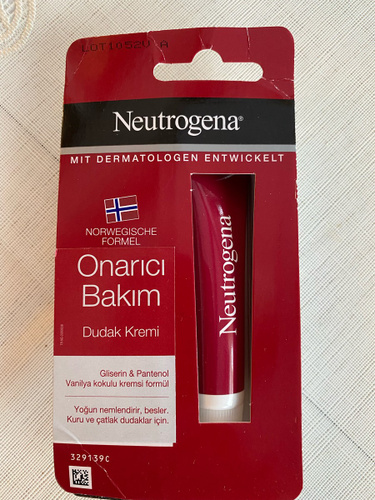 LOT1052D A
Neutrogena®
MIT DERMATOLOGEN ENTWICKELT
NORWEGISCHE
FORMEL
Onarıcı
Bakım
Dudak Kremi
Gliserin & Pantenol
Vanilya kokulu kremsi formül
Yoğun nemlendirir, besler.
Kuru ve çatlak dudaklar için.
329139C
Neutrogena